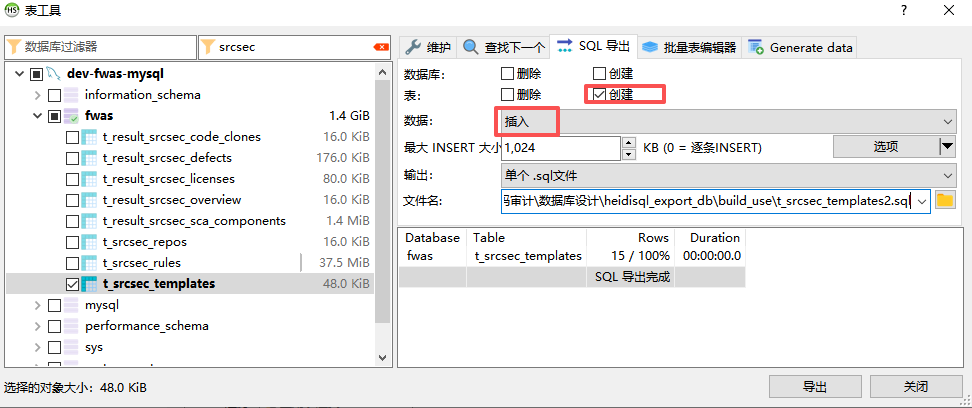 HS 表工具 ?
数据库过滤器 srcsec
维护 查找下一个 SQL 导出 批量表编辑器 Generate data
dev-fwas-mysql
information_schema
fwas 1.4 GiB
t_result_srcsec_code_clones 16.0 KiB
t_result_srcsec_defects 176.0 KiB
t_result_srcsec_licenses 80.0 KiB
t_result_srcsec_overview 16.0 KiB
t_result_srcsec_sca_components 1.4 MiB
t_srcsec_repos 16.0 KiB
t_srcsec_rules 37.5 MiB
t_srcsec_templates 48.0 KiB
mysql
performance_schema
sys
数据库: 删除 创建
表: 删除 创建
数据: 插入
最大 INSERT 大小 1,024 KB (0 = 逐条INSERT) 选项
输出: 单个 .sql文件
文件名: 审计\数据库设计\heidisql_export_db\build_use\t_srcsec_templates2.sql
Database Table Rows Duration
fwas t_srcsec_templates 15 / 100% 00:00:00.0
SQL 导出完成
选择的对象大小: 48.0 KiB 导出 关闭